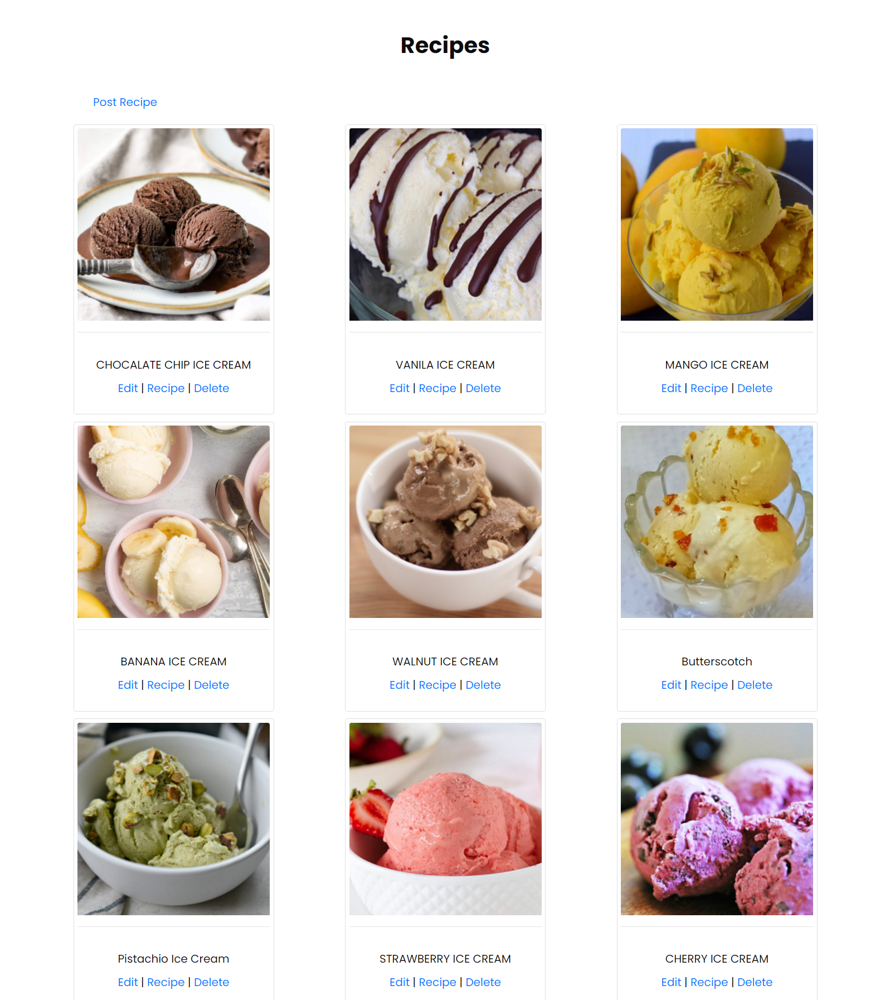 Recipes
Post Recipe
CHOCALATE CHIP ICE CREAM
Edit | Recipe | Delete
VANILA ICE CREAM
Edit | Recipe | Delete
MANGO ICE CREAM
Edit | Recipe | Delete
BANANA ICE CREAM
Edit | Recipe | Delete
WALNUT ICE CREAM
Edit | Recipe | Delete
Butterscotch
Edit | Recipe | Delete
Pistachio Ice Cream
Edit | Recipe | Delete
STRAWBERRY ICE CREAM
Edit | Recipe | Delete
CHERRY ICE CREAM
Edit | Recipe | Delete